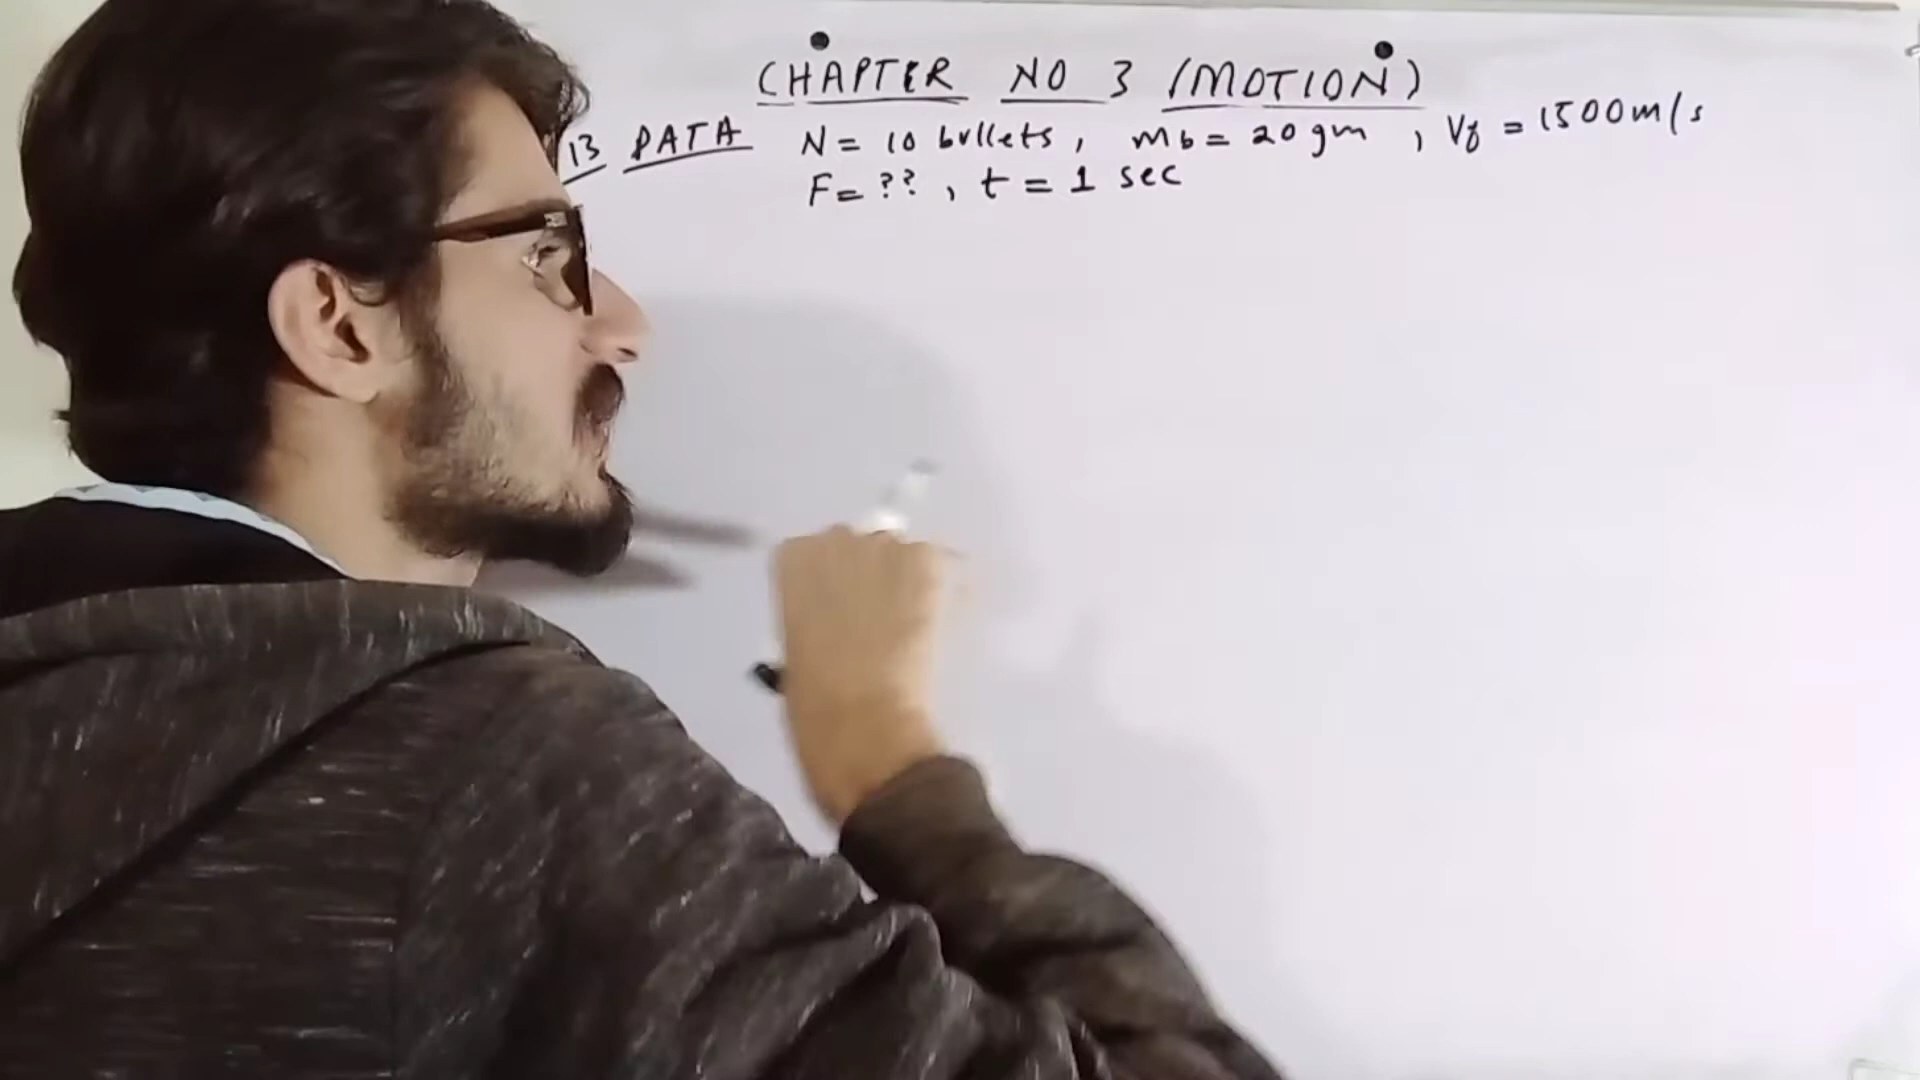 CHAPTER NO 3 (MOTION)
13 DATA N = 10 bullets, mb = 20 gm, Vf = 1500 m/s
F = ??, t = 1 sec